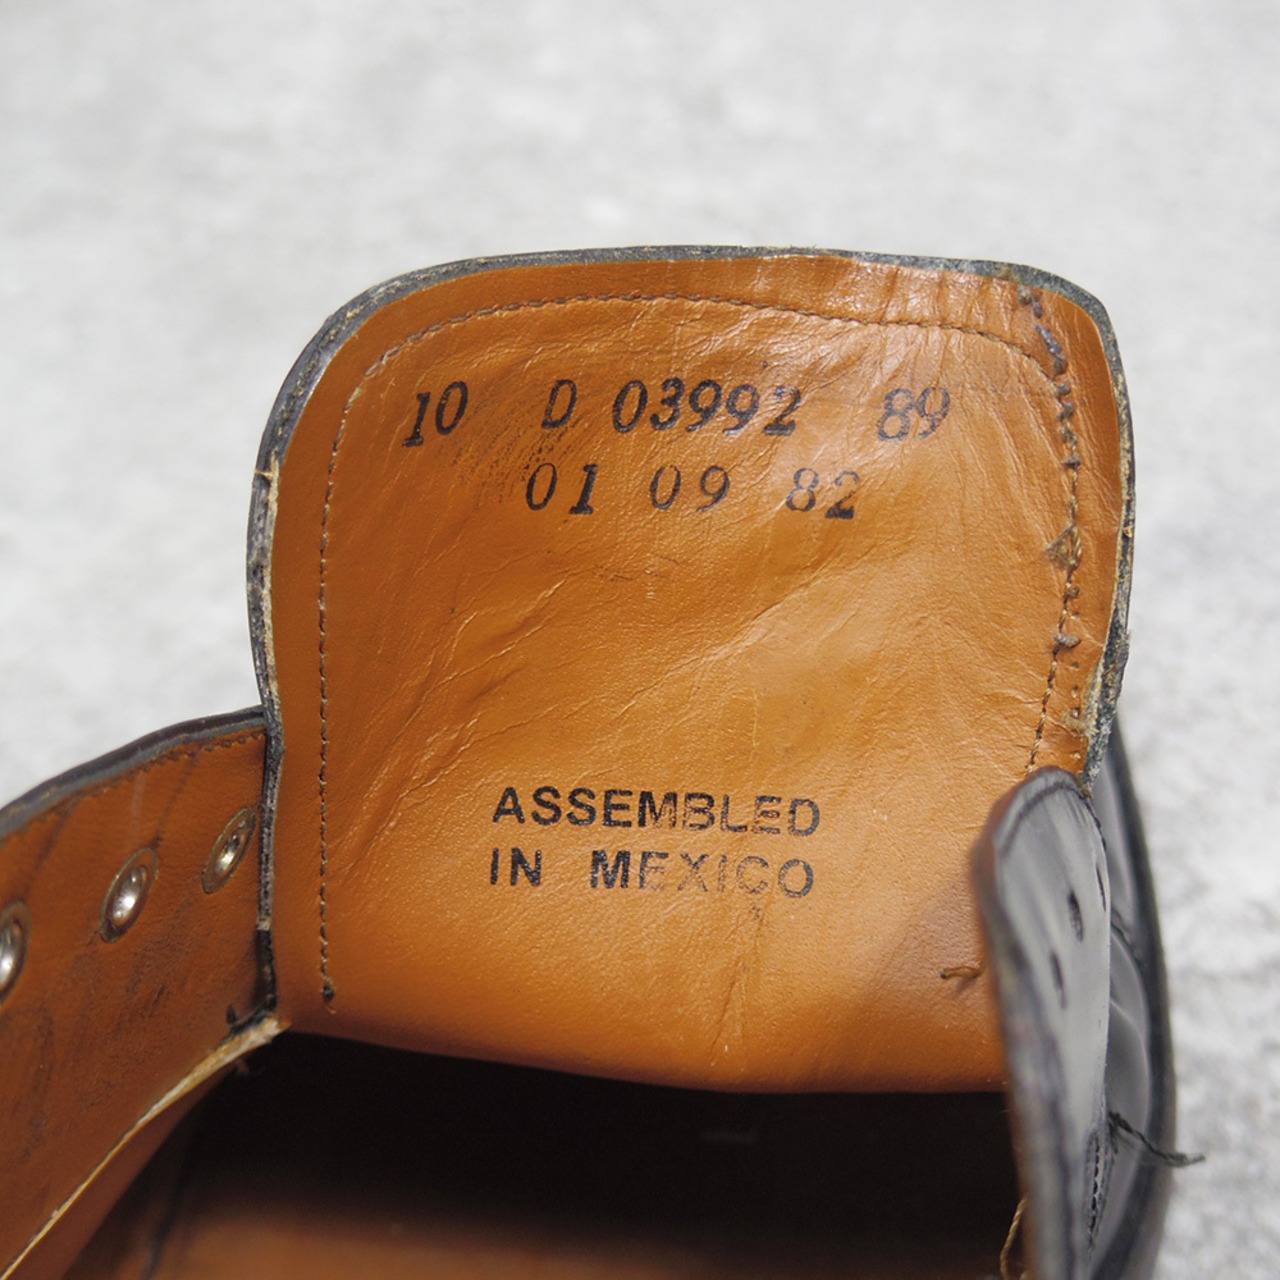 10 D 03992 89
01 09 82
ASSEMBLED
IN MEXICO